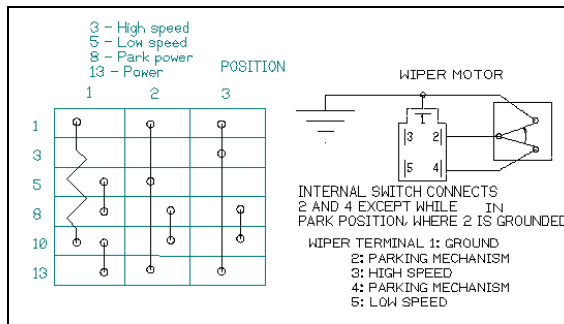 3 - High speed
5 - Low speed
8 - Park power
13 - Power
POSITION
1 2 3
1
3
5
8
10
13
WIPER MOTOR
3 2
5 4
INTERNAL SWITCH CONNECTS
2 AND 4 EXCEPT WHILE IN
PARK POSITION, WHERE 2 IS GROUNDED
WIPER TERMINAL 1: GROUND
2: PARKING MECHANISM
3: HIGH SPEED
4: PARKING MECHANISM
5: LOW SPEED